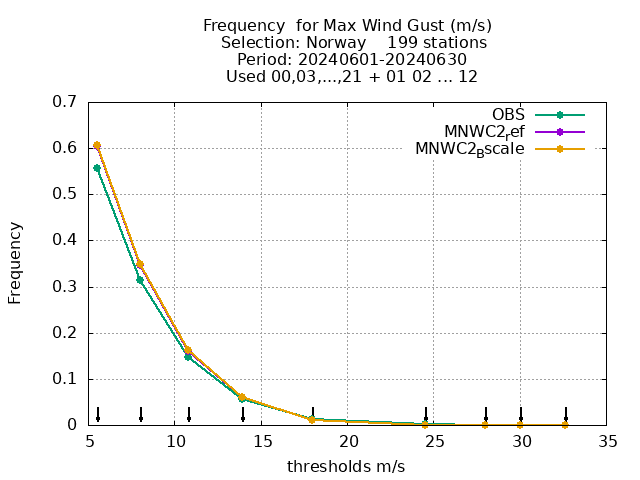 Frequency  for Max Wind Gust (m/s)
Selection: Norway    199 stations
Period: 20240601-20240630
Used 00,03,...,21 + 01 02 ... 12
OBS
MNWC2ref
MNWC2Bscale
0.7
0.6
0.5
0.4
0.3
0.2
0.1
0
Frequency
5 10 15 20 25 30 35
thresholds m/s